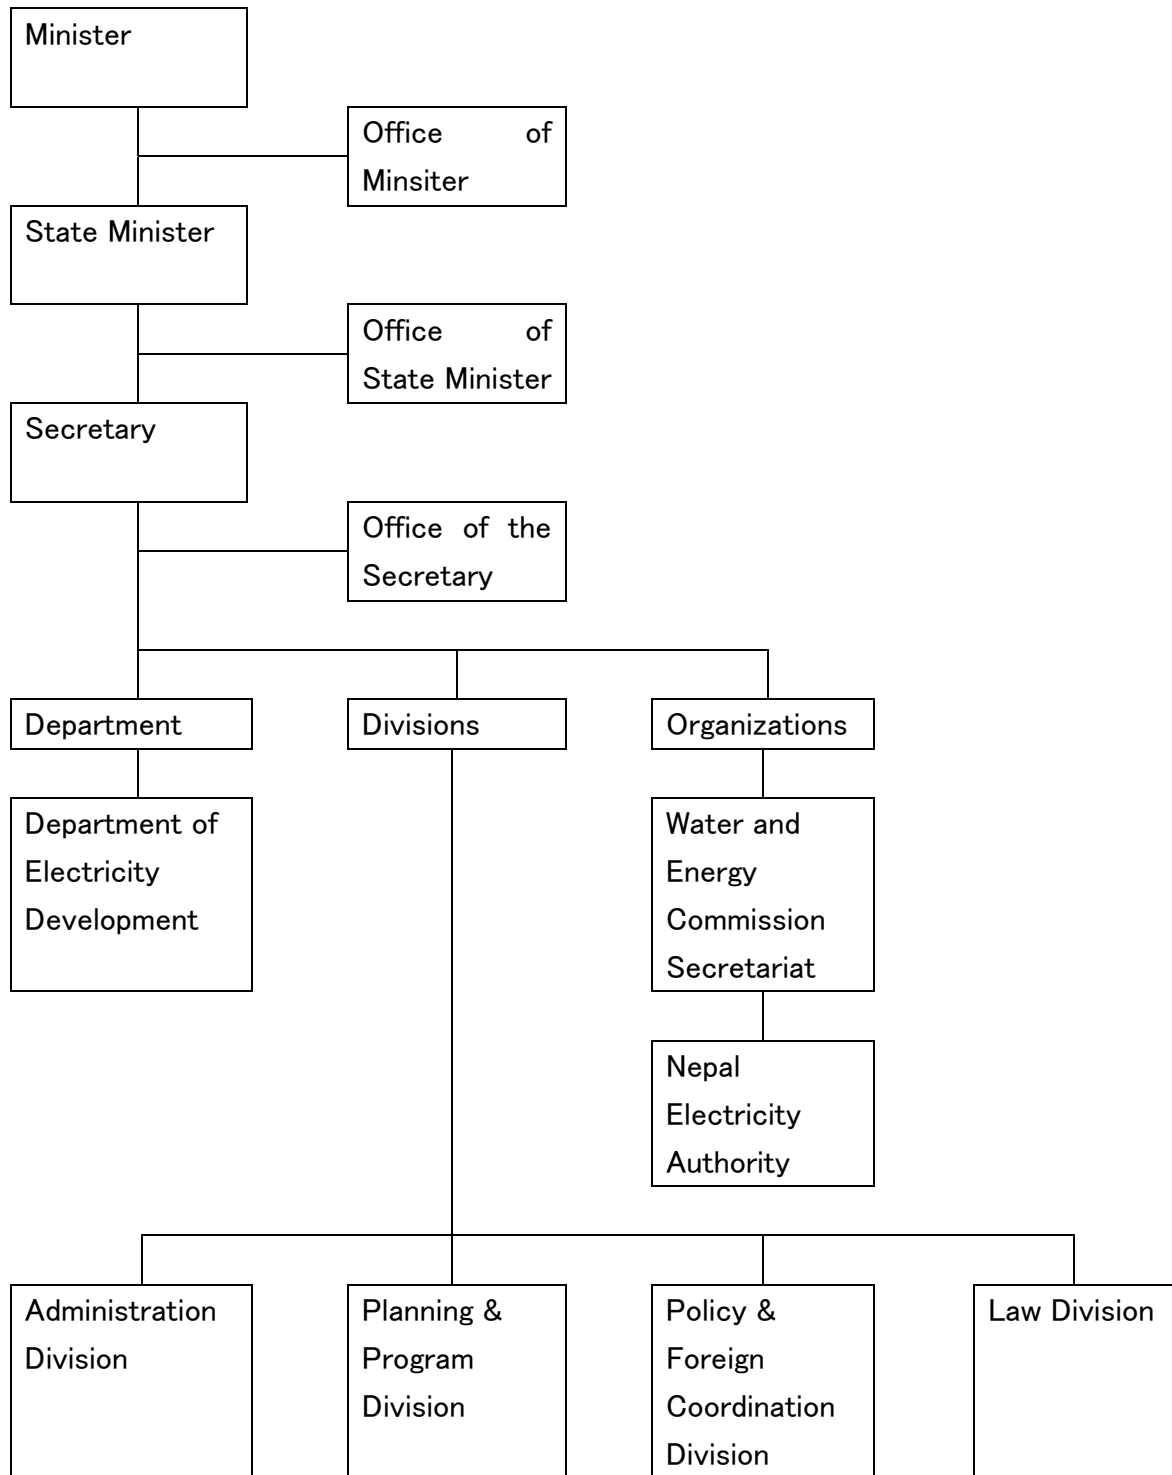 Minister
Office of
Minsiter
State Minister
Office of
State Minister
Secretary
Office of the
Secretary
Department
Divisions
Organizations
Department of
Electricity
Development
Water and
Energy
Commission
Secretariat
Nepal
Electricity
Authority
Administration
Division
Planning &
Program
Division
Policy &
Foreign
Coordination
Division
Law Division